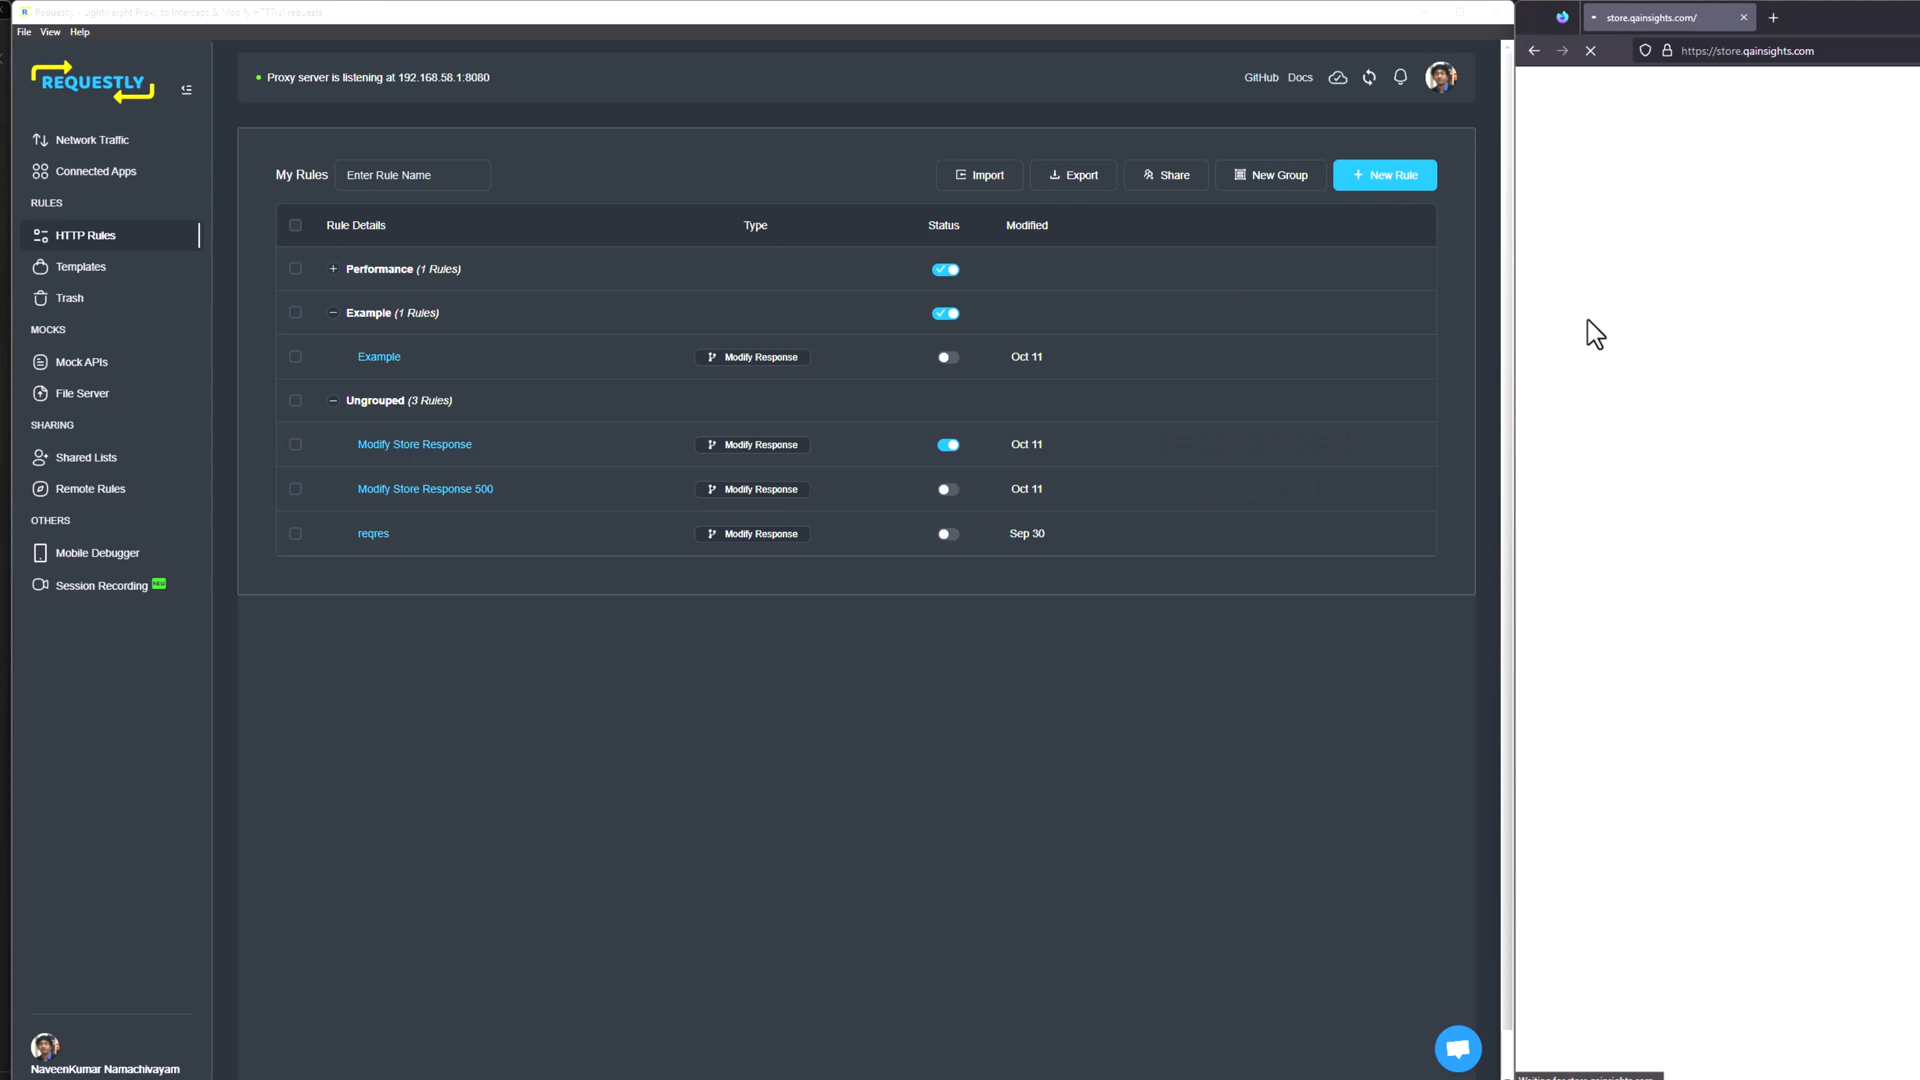 Requestly - Lightweight Proxy to Intercept & Modify HTTP(s) requests
File View Help
REQUESTLY
Network Traffic
Connected Apps
RULES
HTTP Rules
Templates
Trash
MOCKS
Mock APIs
File Server
SHARING
Shared Lists
Remote Rules
OTHERS
Mobile Debugger
Session Recording NEW
NaveenKumar Namachivayam
Proxy server is listening at 192.168.58.1:8080
GitHub Docs
My Rules Enter Rule Name Import Export Share New Group + New Rule
Rule Details Type Status Modified
Performance (1 Rules)
Example (1 Rules)
Example Modify Response Oct 11
Ungrouped (3 Rules)
Modify Store Response Modify Response Oct 11
Modify Store Response 500 Modify Response Oct 11
reqres Modify Response Sep 30
store.qainsights.com/
https://store.qainsights.com